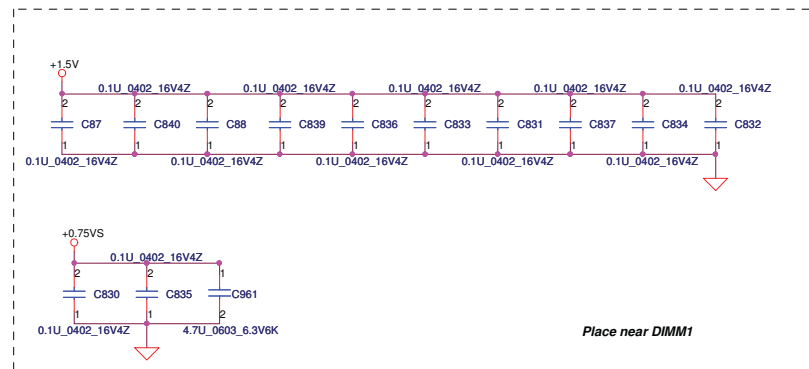 +1.5V
0.1U_0402_16V4Z 0.1U_0402_16V4Z 0.1U_0402_16V4Z 0.1U_0402_16V4Z 0.1U_0402_16V4Z
2 2 2 2 2 2 2 2 2 2
C87 C840 C88 C839 C836 C833 C831 C837 C834 C832
1 1 1 1 1 1 1 1 1 1
0.1U_0402_16V4Z 0.1U_0402_16V4Z 0.1U_0402_16V4Z 0.1U_0402_16V4Z 0.1U_0402_16V4Z
+0.75VS
0.1U_0402_16V4Z
2 2 1
C830 C835 C961
1 1 2
0.1U_0402_16V4Z 4.7U_0603_6.3V6K
Place near DIMM1